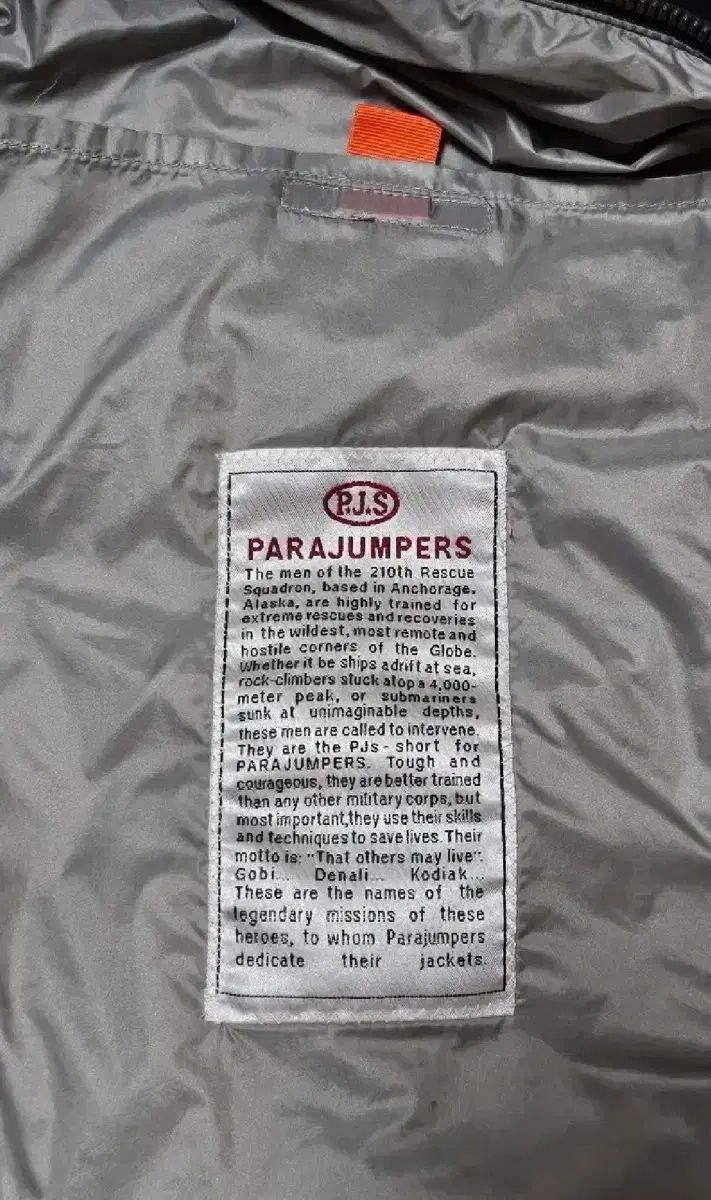 P.J.S
PARAJUMPERS
The men of the 210th Rescue
Squadron, based in Anchorage,
Alaska, are highly trained for
extreme rescues and recoveries
in the wildest, most remote and
hostile corners of the Globe.
Whether it be ships adrift at sea,
rock-climbers stuck atop a 4,000-
meter peak, or submariners
sunk at unimaginable depths,
these men are called to intervene.
They are the PJs - short for
PARAJUMPERS. Tough and
courageous, they are better trained
than any other military corps, but
most important, they use their skills
and techniques to save lives. Their
motto is: "That others may live".
Gobi... Denali... Kodiak...
These are the names of the
legendary missions of these
heroes, to whom Parajumpers
dedicate their jackets.